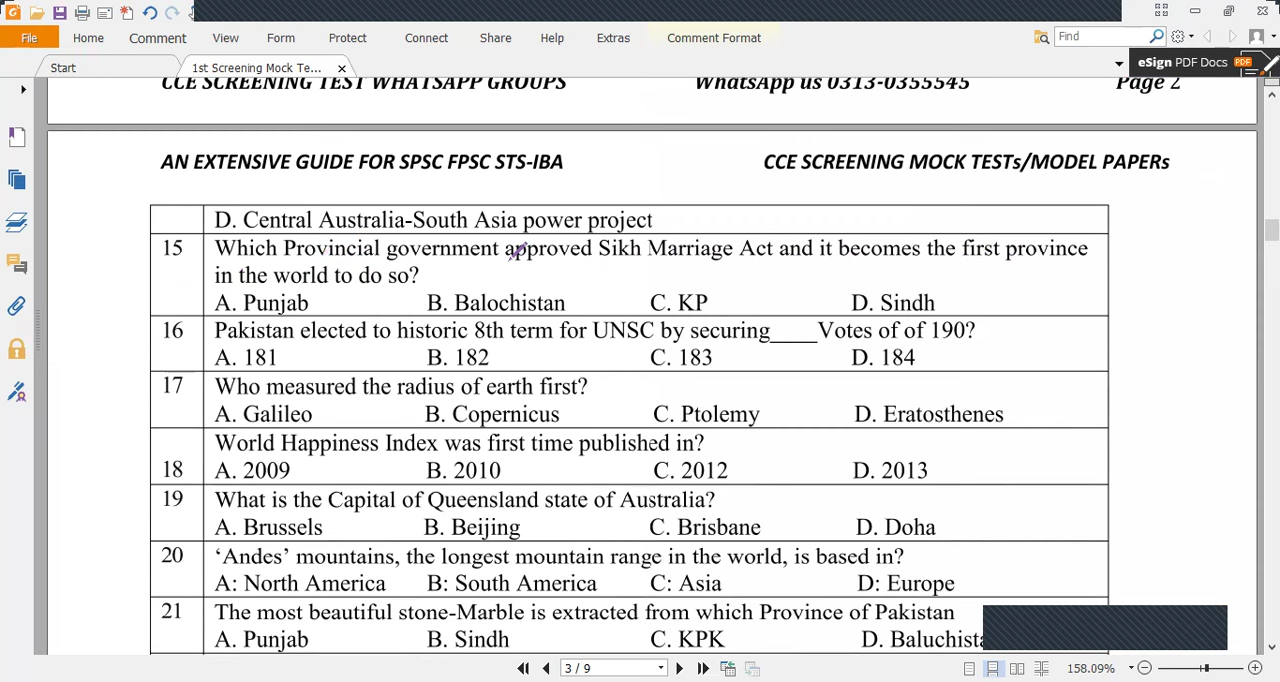 File Home Comment View Form Protect Connect Share Help Extras Comment Format Find
Start 1st Screening Mock Te... eSign PDF Docs PDF
CCE SCREENING TEST WHATSAPP GROUPS WhatsApp us 0313-0355545 Page 2
AN EXTENSIVE GUIDE FOR SPSC FPSC STS-IBA CCE SCREENING MOCK TESTs/MODEL PAPERs
D. Central Australia-South Asia power project
15 Which Provincial government approved Sikh Marriage Act and it becomes the first province
in the world to do so?
A. Punjab B. Balochistan C. KP D. Sindh
16 Pakistan elected to historic 8th term for UNSC by securing____Votes of of 190?
A. 181 B. 182 C. 183 D. 184
17 Who measured the radius of earth first?
A. Galileo B. Copernicus C. Ptolemy D. Eratosthenes
World Happiness Index was first time published in?
18 A. 2009 B. 2010 C. 2012 D. 2013
19 What is the Capital of Queensland state of Australia?
A. Brussels B. Beijing C. Brisbane D. Doha
20 ‘Andes’ mountains, the longest mountain range in the world, is based in?
A: North America B: South America C: Asia D: Europe
21 The most beautiful stone-Marble is extracted from which Province of Pakistan
A. Punjab B. Sindh C. KPK D. Baluchista
3 / 9 158.09%